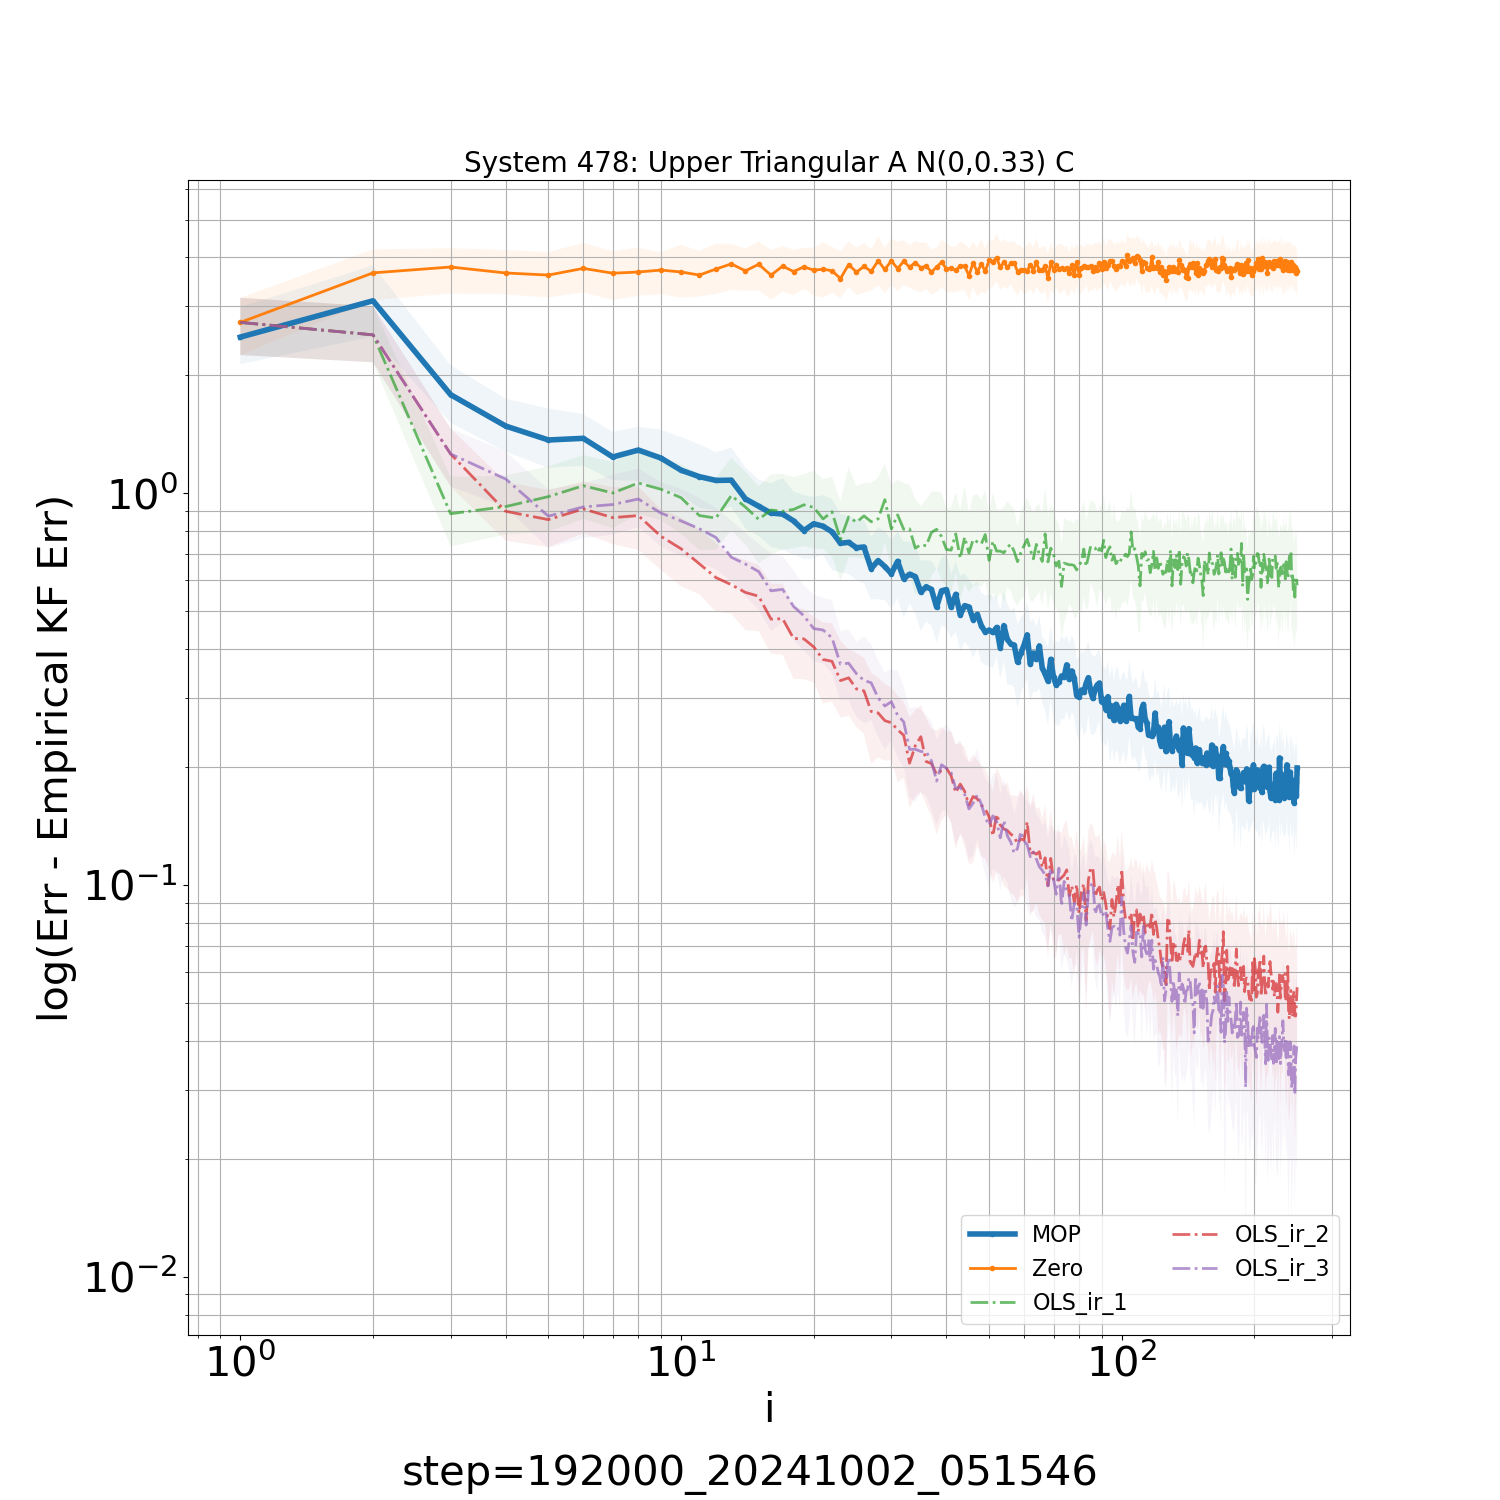 System 478: Upper Triangular A N(0,0.33) C
log(Err - Empirical KF Err)
10⁰
10⁻¹
10⁻²
MOP
Zero
OLS_ir_1
OLS_ir_2
OLS_ir_3
10⁰ 10¹ 10²
i
step=192000_20241002_051546